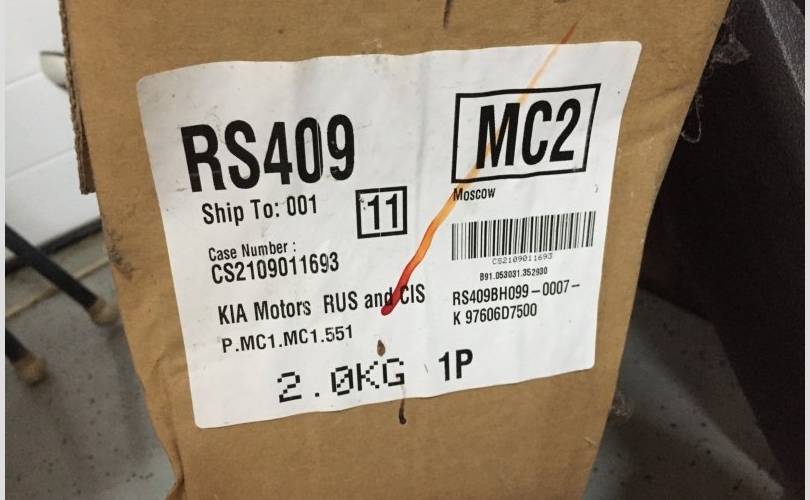 RS409
MC2
Moscow
Ship To: 001
11
Case Number :
CS2109011693
CS2109011693
B91.053031.352930
KIA Motors RUS and CIS
RS409BH099-0007-
K 97606D7500
P.MC1.MC1.551
2.0KG 1P